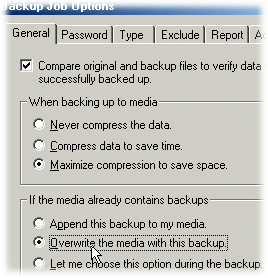 Backup Job Options
General Password Type Exclude Report
Compare original and backup files to verify data
successfully backed up.
When backing up to media
Never compress the data.
Compress data to save time.
Maximize compression to save space.
If the media already contains backups
Append this backup to my media.
Overwrite the media with this backup.
Let me choose this option during the backup.